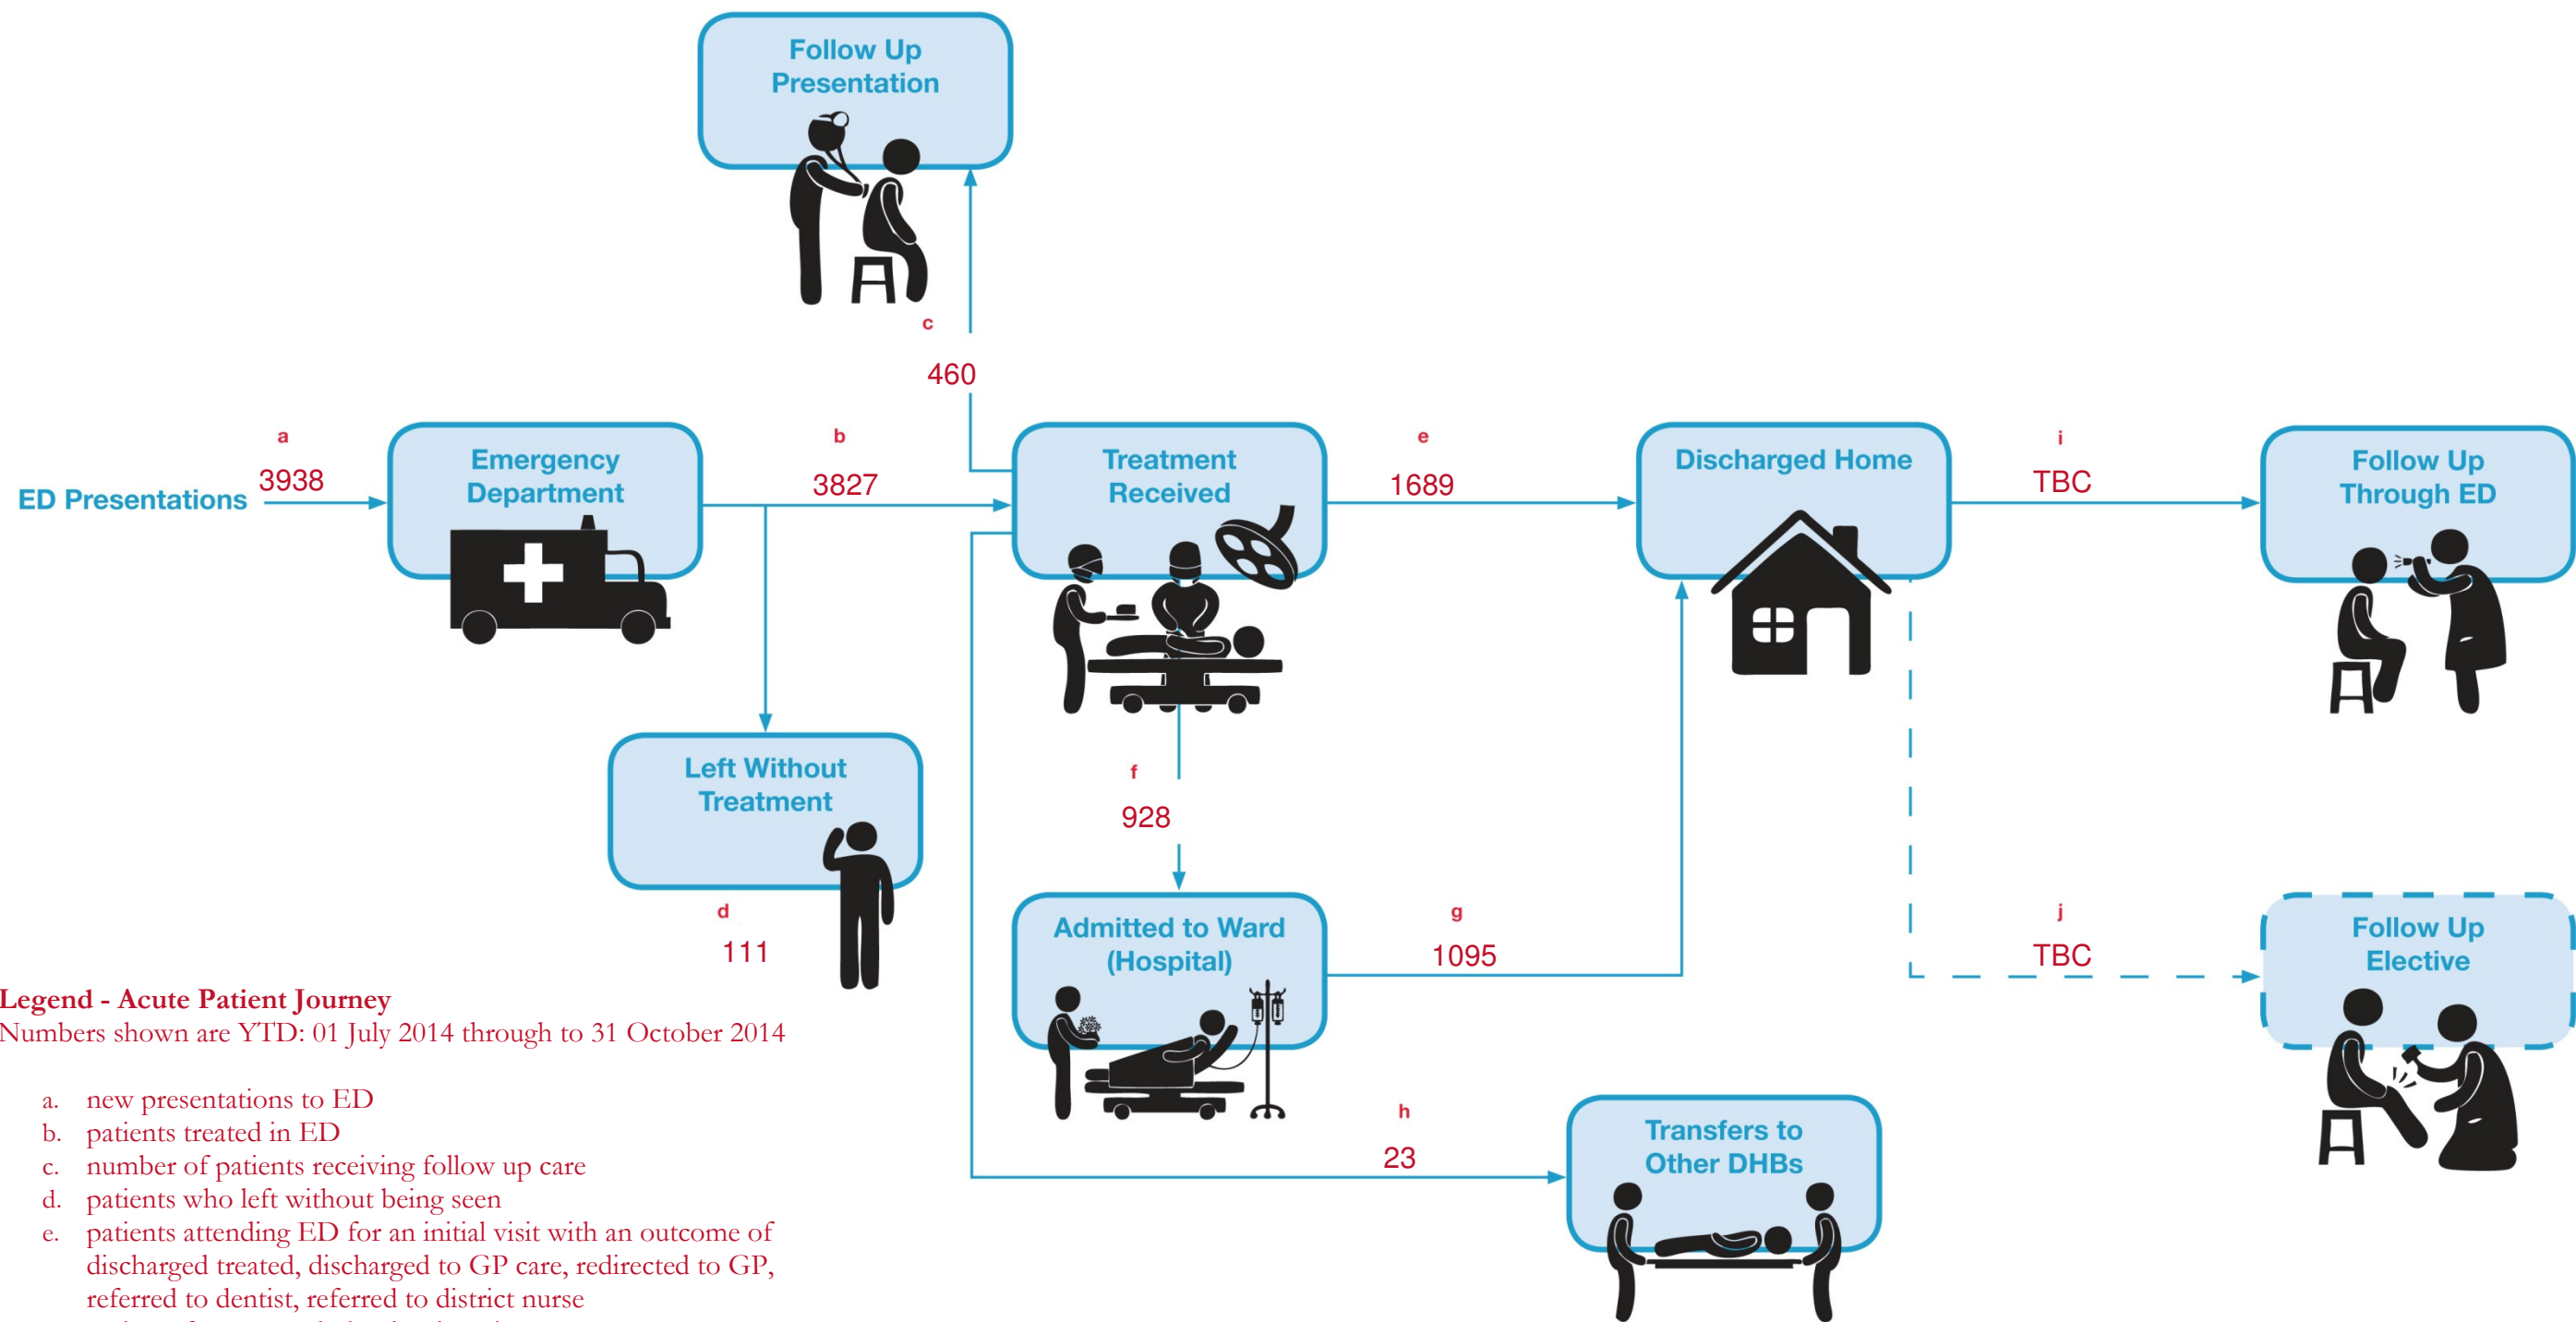 Follow Up
Presentation
c
460
a
3938
ED Presentations
Emergency
Department
b
3827
Treatment
Received
e
1689
Discharged Home
i
TBC
Follow Up
Through ED
Left Without
Treatment
d
111
f
928
Admitted to Ward
(Hospital)
g
1095
j
TBC
Follow Up
Elective
h
23
Transfers to
Other DHBs
Legend - Acute Patient Journey
Numbers shown are YTD: 01 July 2014 through to 31 October 2014
a. new presentations to ED
b. patients treated in ED
c. number of patients receiving follow up care
d. patients who left without being seen
e. patients attending ED for an initial visit with an outcome of
discharged treated, discharged to GP care, redirected to GP,
referred to dentist, referred to district nurse